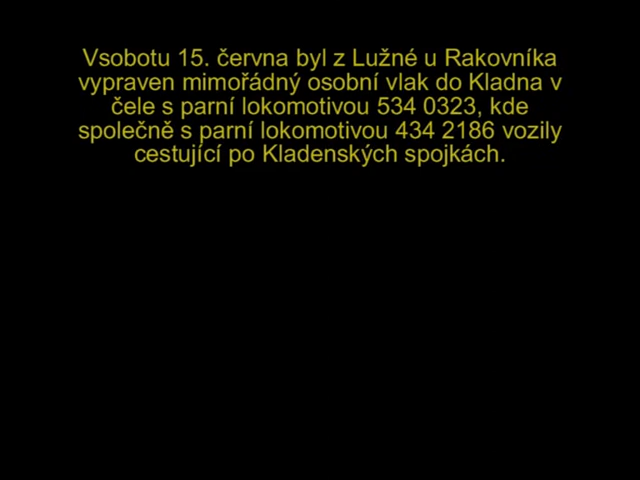 Vsobotu 15. června byl z Lužné u Rakovníka
vypraven mimořádný osobní vlak do Kladna v
čele s parní lokomotivou 534 0323, kde
společně s parní lokomotivou 434 2186 vozily
cestující po Kladenských spojkách.